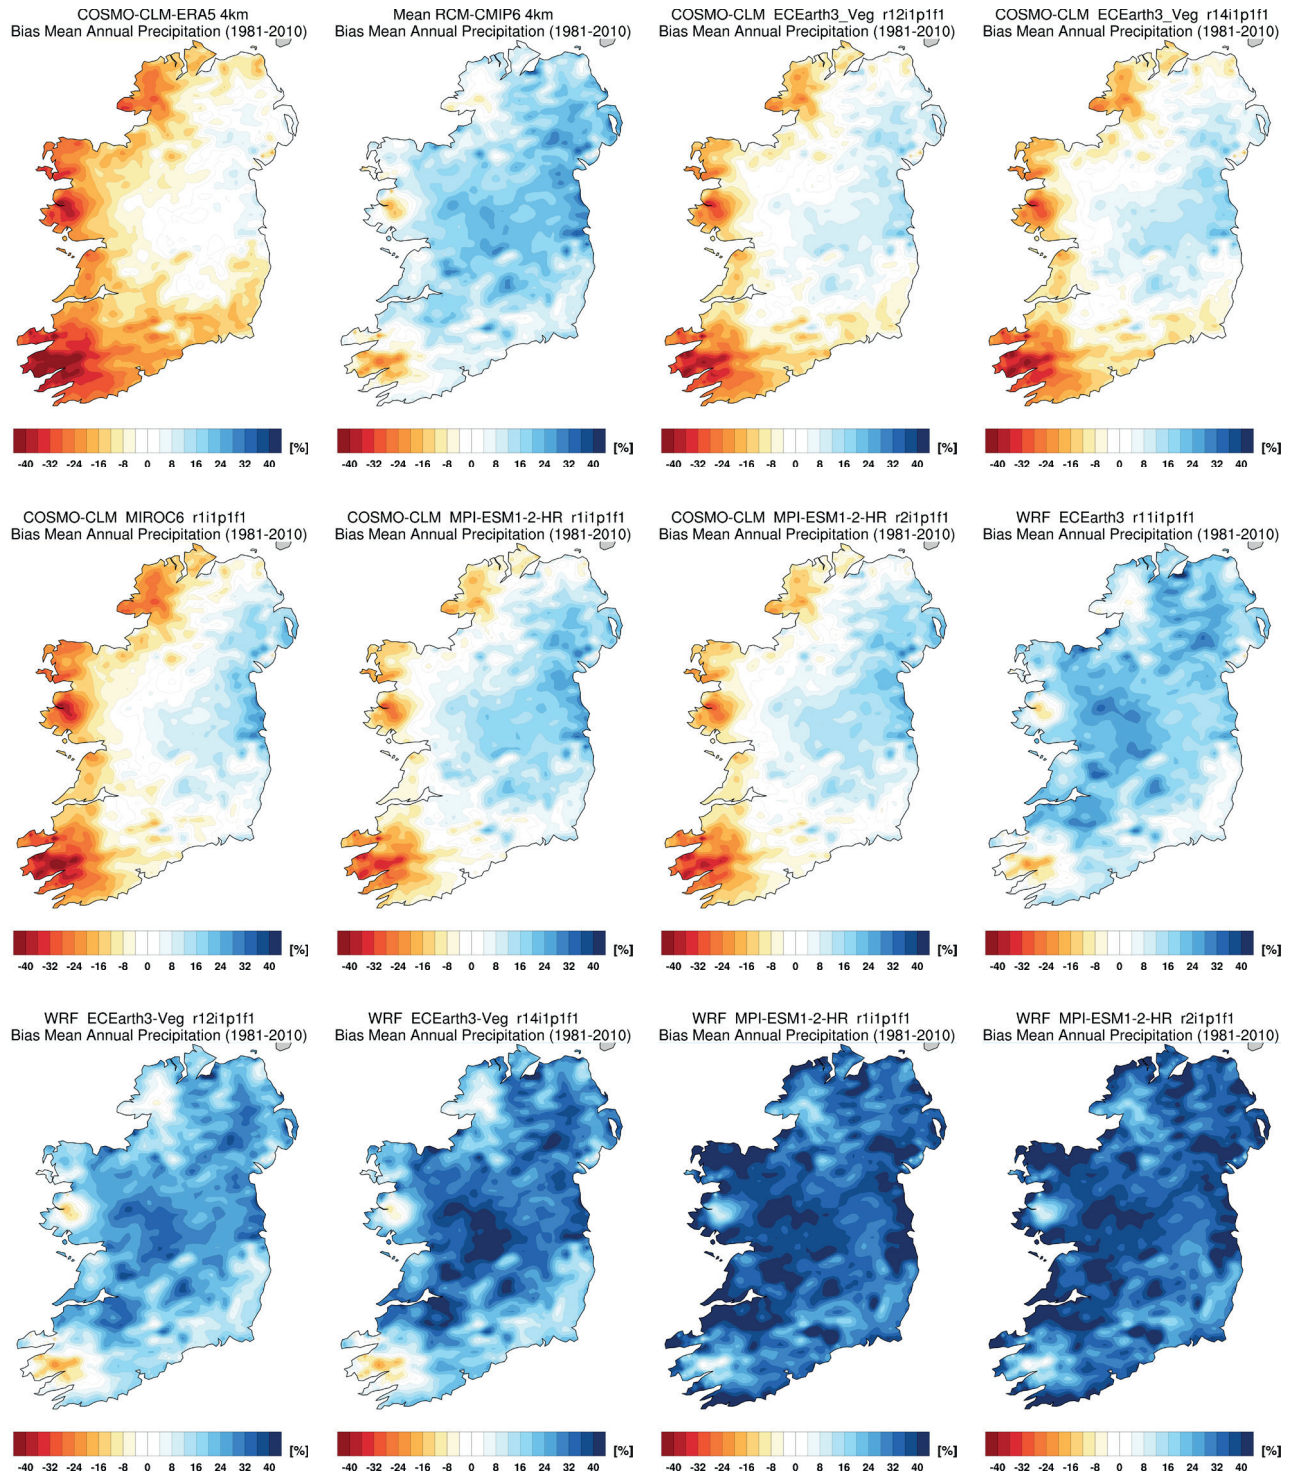 COSMO-CLM-ERA5 4km
Bias Mean Annual Precipitation (1981-2010)
-40 -32 -24 -16 -8 0 8 16 24 32 40 [%]
Mean RCM-CMIP6 4km
Bias Mean Annual Precipitation (1981-2010)
-40 -32 -24 -16 -8 0 8 16 24 32 40 [%]
COSMO-CLM ECEarth3_Veg r12i1p1f1
Bias Mean Annual Precipitation (1981-2010)
-40 -32 -24 -16 -8 0 8 16 24 32 40 [%]
COSMO-CLM ECEarth3_Veg r14i1p1f1
Bias Mean Annual Precipitation (1981-2010)
-40 -32 -24 -16 -8 0 8 16 24 32 40 [%]
COSMO-CLM MIROC6 r1i1p1f1
Bias Mean Annual Precipitation (1981-2010)
-40 -32 -24 -16 -8 0 8 16 24 32 40 [%]
COSMO-CLM MPI-ESM1-2-HR r1i1p1f1
Bias Mean Annual Precipitation (1981-2010)
-40 -32 -24 -16 -8 0 8 16 24 32 40 [%]
COSMO-CLM MPI-ESM1-2-HR r2i1p1f1
Bias Mean Annual Precipitation (1981-2010)
-40 -32 -24 -16 -8 0 8 16 24 32 40 [%]
WRF ECEarth3 r11i1p1f1
Bias Mean Annual Precipitation (1981-2010)
-40 -32 -24 -16 -8 0 8 16 24 32 40 [%]
WRF ECEarth3-Veg r12i1p1f1
Bias Mean Annual Precipitation (1981-2010)
-40 -32 -24 -16 -8 0 8 16 24 32 40 [%]
WRF ECEarth3-Veg r14i1p1f1
Bias Mean Annual Precipitation (1981-2010)
-40 -32 -24 -16 -8 0 8 16 24 32 40 [%]
WRF MPI-ESM1-2-HR r1i1p1f1
Bias Mean Annual Precipitation (1981-2010)
-40 -32 -24 -16 -8 0 8 16 24 32 40 [%]
WRF MPI-ESM1-2-HR r2i1p1f1
Bias Mean Annual Precipitation (1981-2010)
-40 -32 -24 -16 -8 0 8 16 24 32 40 [%]